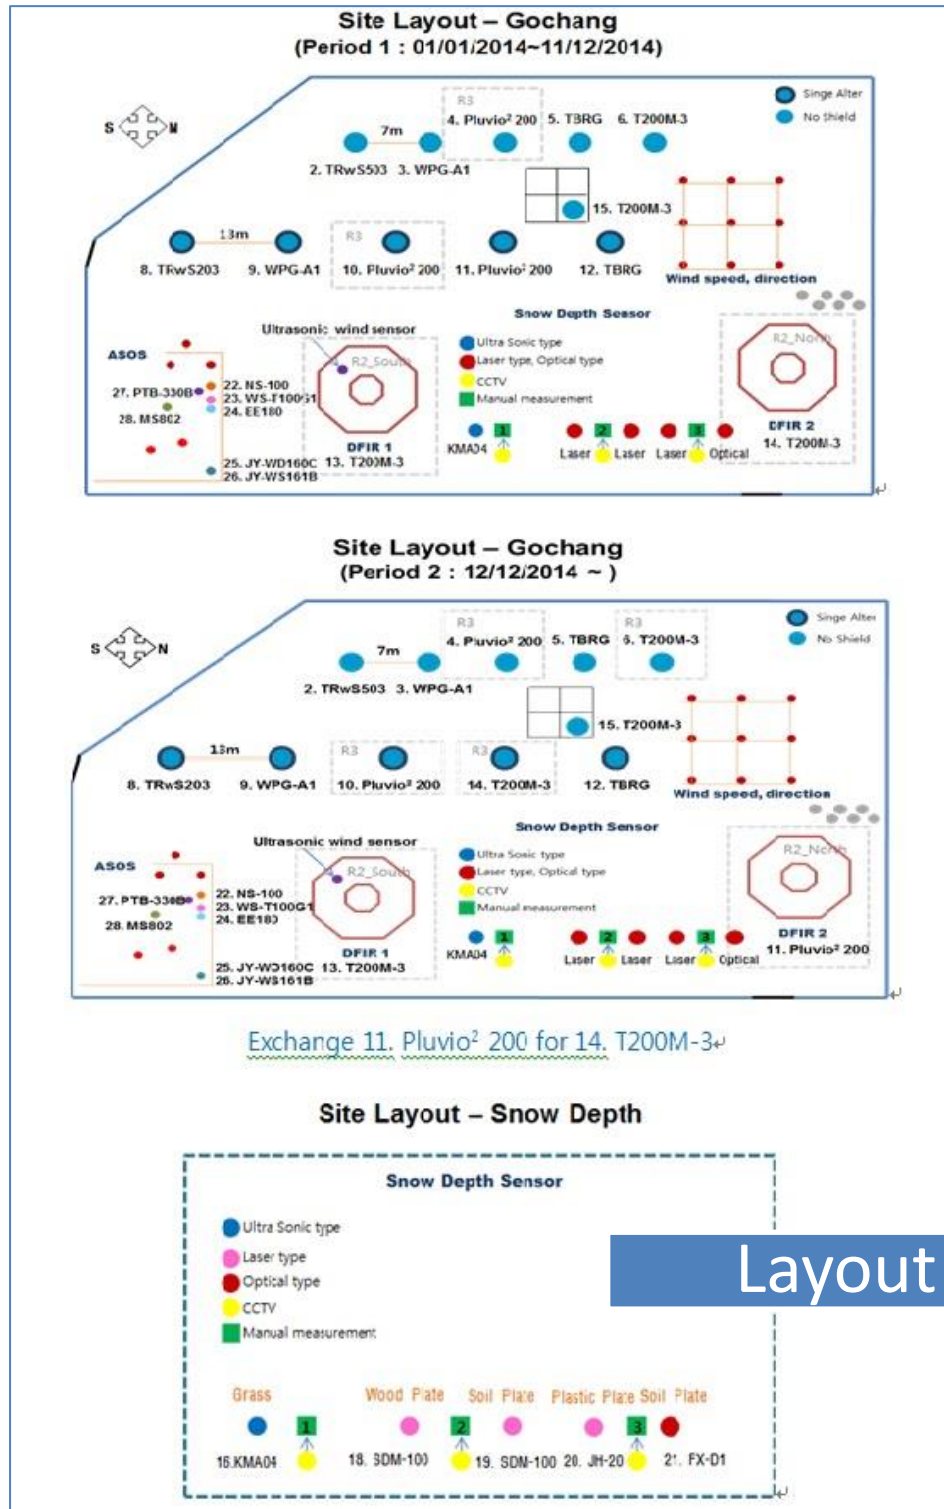 Site Layout – Gochang
(Period 1 : 01/01/2014~11/12/2014)
Singe Alter
No Shield
S N
R3
4. Pluvio² 200 5. TBRG 6. T200M-3
7m
2. TRwS503 3. WPG-A1
15. T200M-3
13m
R3
8. TRwS203 9. WPG-A1 10. Pluvio² 200 11. Pluvio² 200 12. TBRG
Wind speed, direction
Snow Depth Sensor
Ultrasonic wind sensor
Ultra Sonic type
Laser type, Optical type
CCTV
Manual measurement
R2_South
R2_North
ASOS
22. NS-100
27. PTB-330B
23. WS-T100G1
28. MS802
24. EE180
25. JY-WD160C
26. JY-WS161B
DFIR 1
13. T200M-3
1 2 3
KMA04 Laser Laser Laser Optical
DFIR 2
14. T200M-3
Site Layout – Gochang
(Period 2 : 12/12/2014 ~ )
Singe Alter
No Shield
S N
R3 R3
4. Pluvio² 200 5. TBRG 6. T200M-3
7m
2. TRwS503 3. WPG-A1
15. T200M-3
13m
R3 R3
8. TRwS203 9. WPG-A1 10. Pluvio² 200 14. T200M-3 12. TBRG
Wind speed, direction
Snow Depth Sensor
Ultrasonic wind sensor
Ultra Sonic type
Laser type, Optical type
CCTV
Manual measurement
R2_South
R2_North
ASOS
22. NS-100
27. PTB-330B
23. WS-T100G1
28. MS802
24. EE180
25. JY-WD160C
26. JY-WS161B
DFIR 1
13. T200M-3
1 2 3
KMA04 Laser Laser Laser Optical
DFIR 2
11. Pluvio² 200
Exchange 11. Pluvio² 200 for 14. T200M-3
Site Layout – Snow Depth
Snow Depth Sensor
Ultra Sonic type
Laser type
Optical type
CCTV
Manual measurement
Layout
Grass Wood Plate Soil Plate Plastic Plate Soil Plate
1 2 3
16.KMA04 18. SDM-100 19. SDM-100 20. JH-20 21. FX-D1